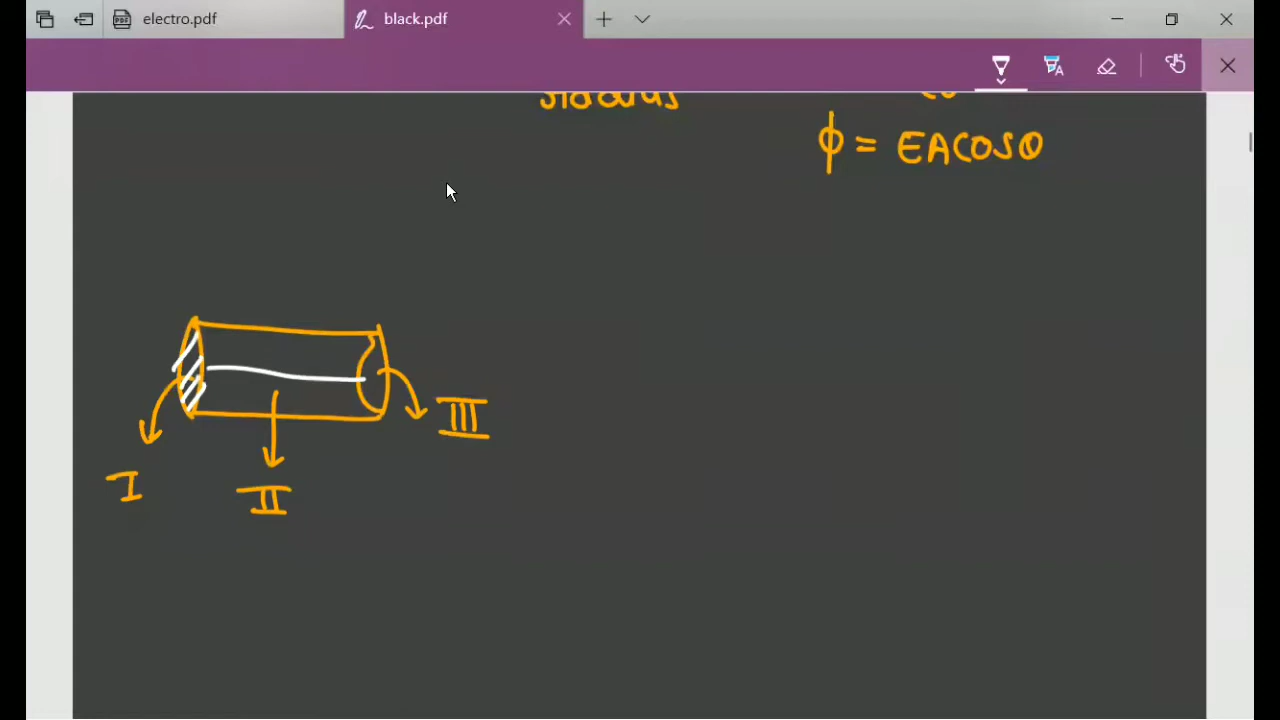 electro.pdf
black.pdf
ϕ = EACOSθ
III
I
II